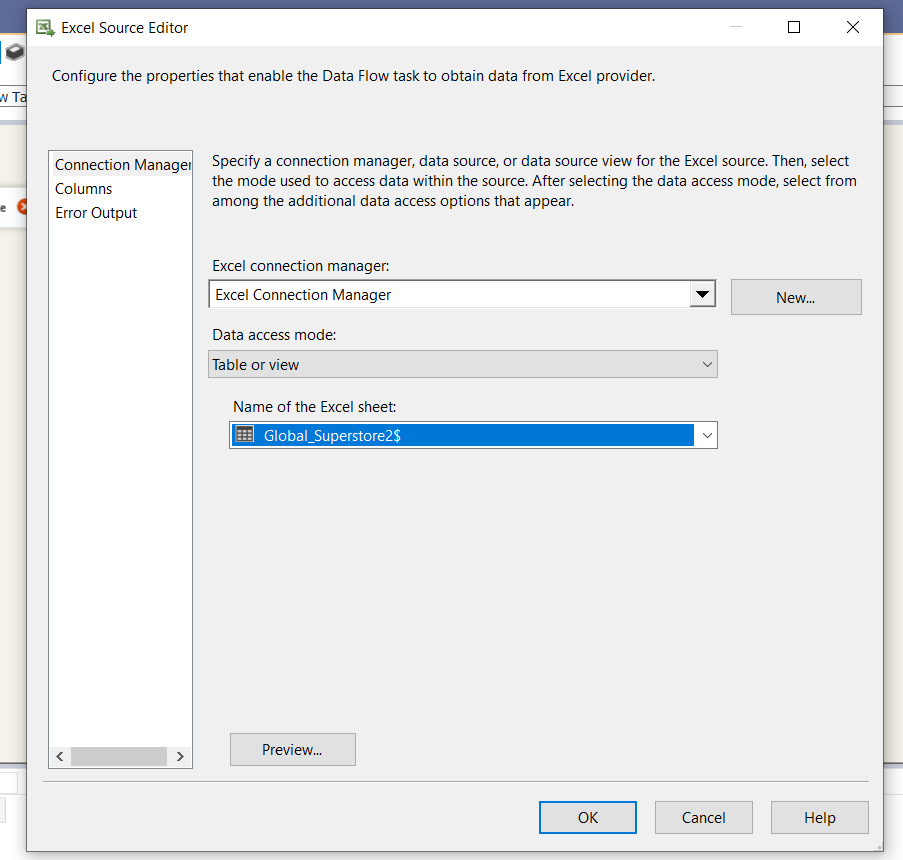 Excel Source Editor
Configure the properties that enable the Data Flow task to obtain data from Excel provider.
w Ta
e
Connection Manager
Columns
Error Output
Specify a connection manager, data source, or data source view for the Excel source. Then, select
the mode used to access data within the source. After selecting the data access mode, select from
among the additional data access options that appear.
Excel connection manager:
Excel Connection Manager
New...
Data access mode:
Table or view
Name of the Excel sheet:
Global_Superstore2$
Preview...
OK
Cancel
Help